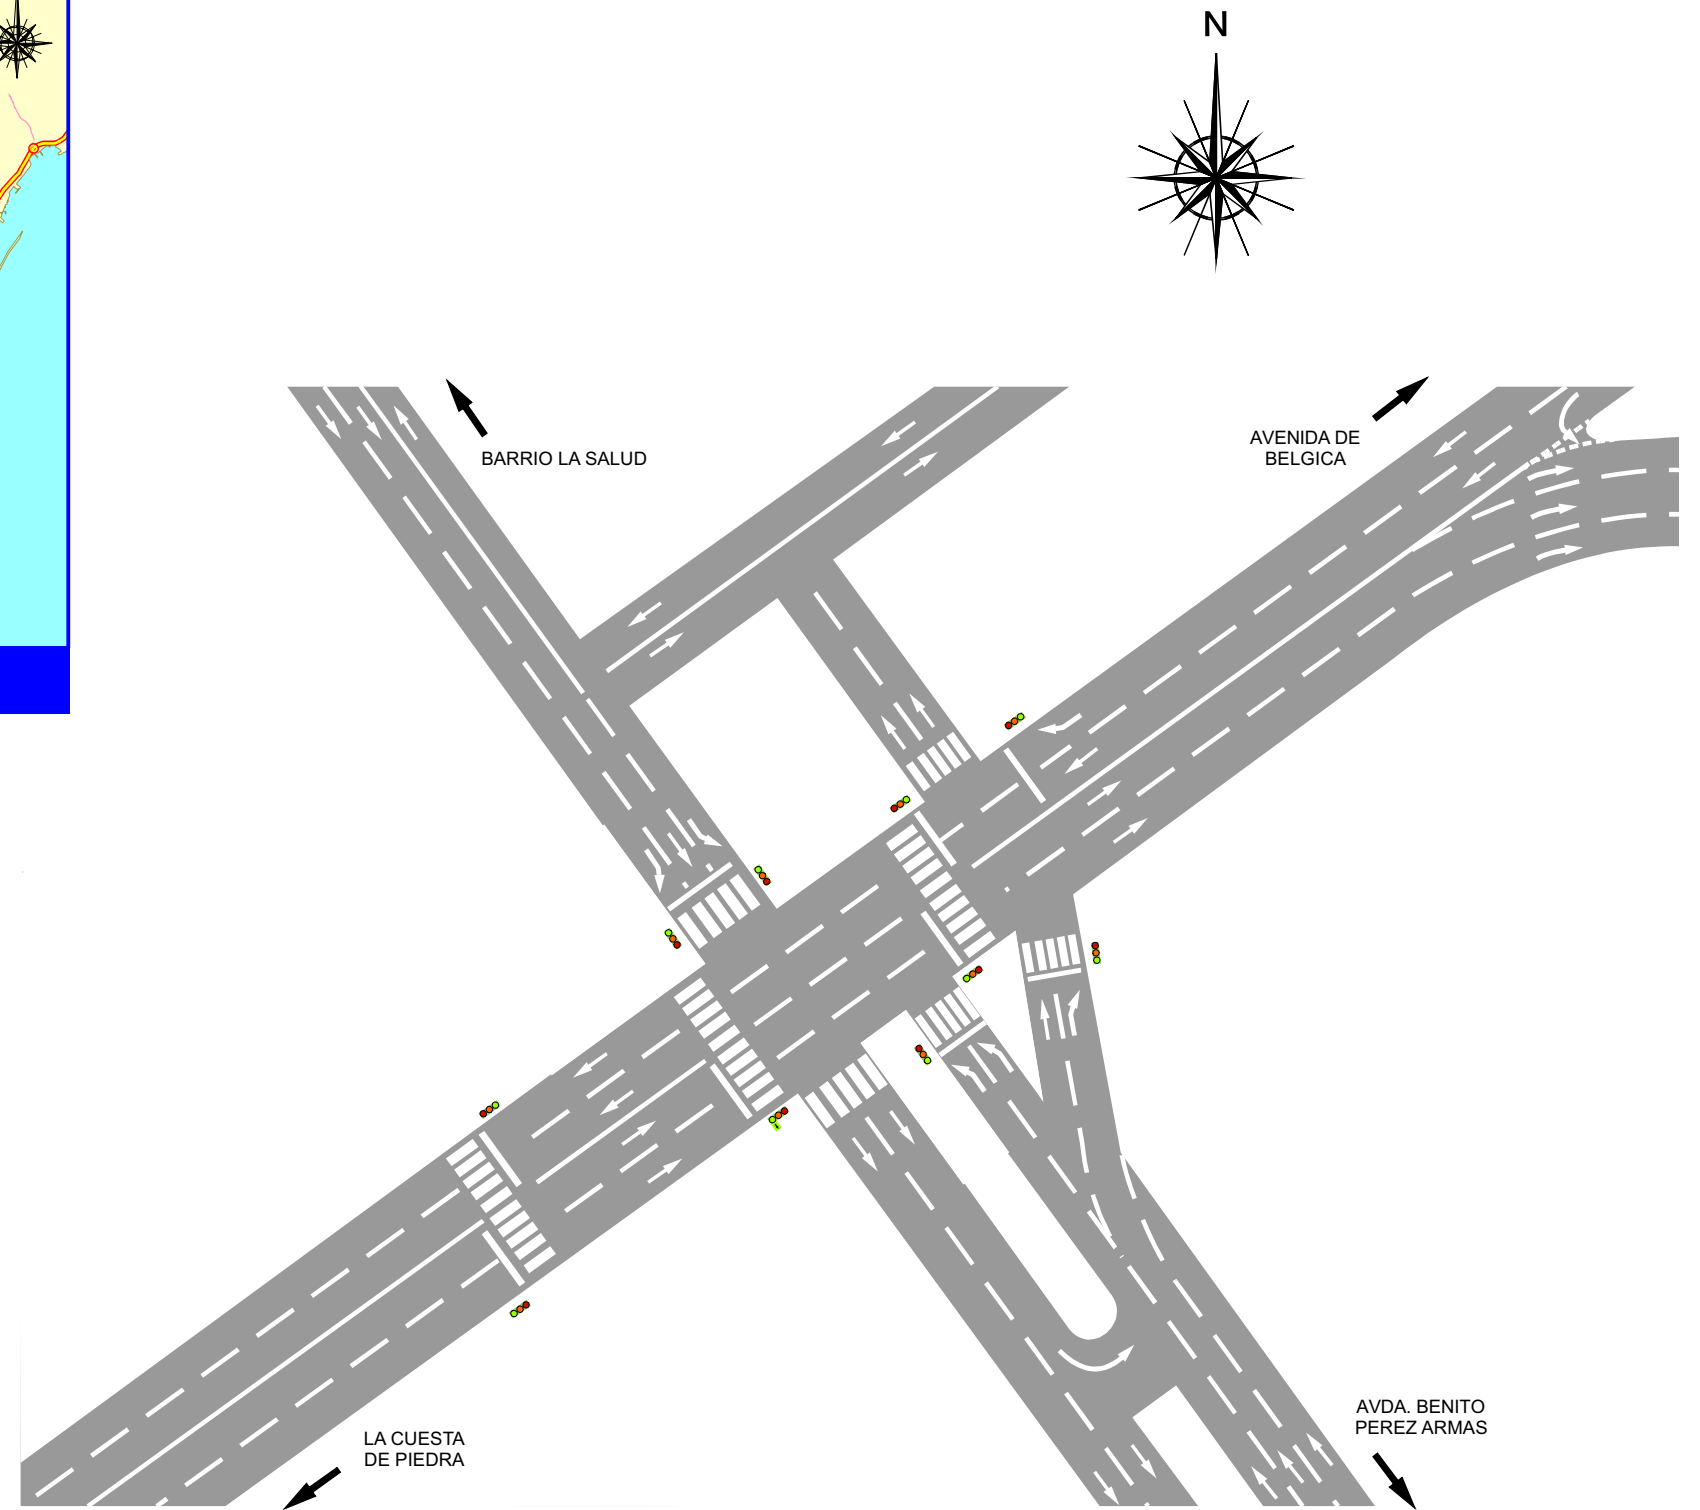 N
BARRIO LA SALUD
AVENIDA DE
BELGICA
LA CUESTA
DE PIEDRA
AVDA. BENITO
PEREZ ARMAS